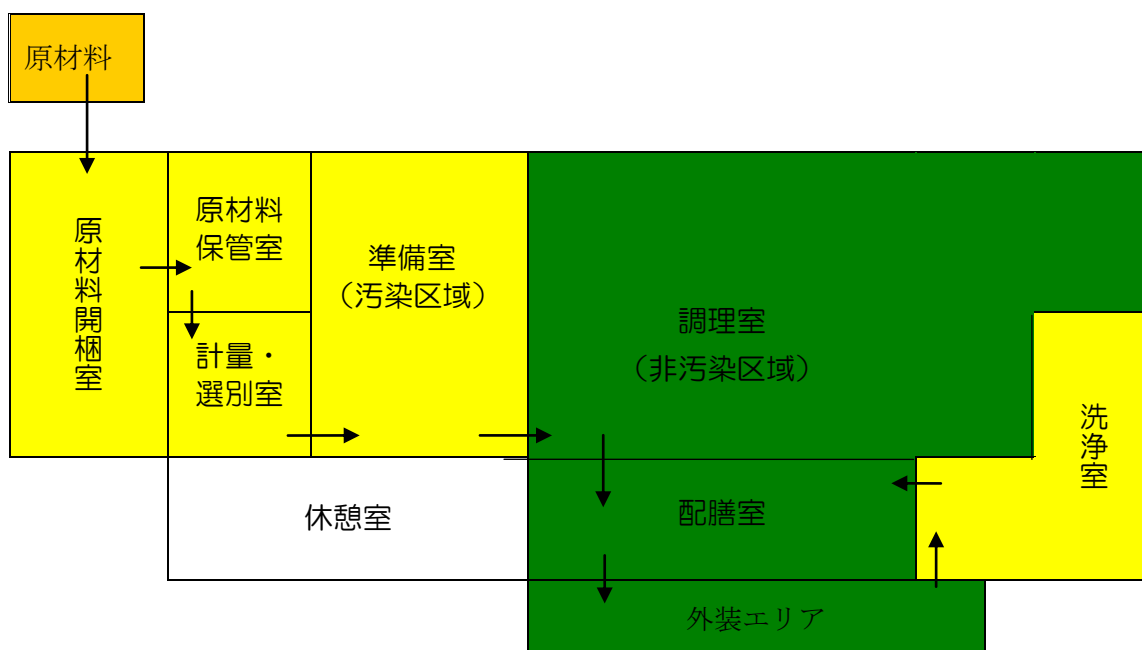 原材料
原材料開梱室
原材料
保管室
計量・
選別室
準備室
（汚染区域）
調理室
（非汚染区域）
洗浄室
休憩室
配膳室
外装エリア